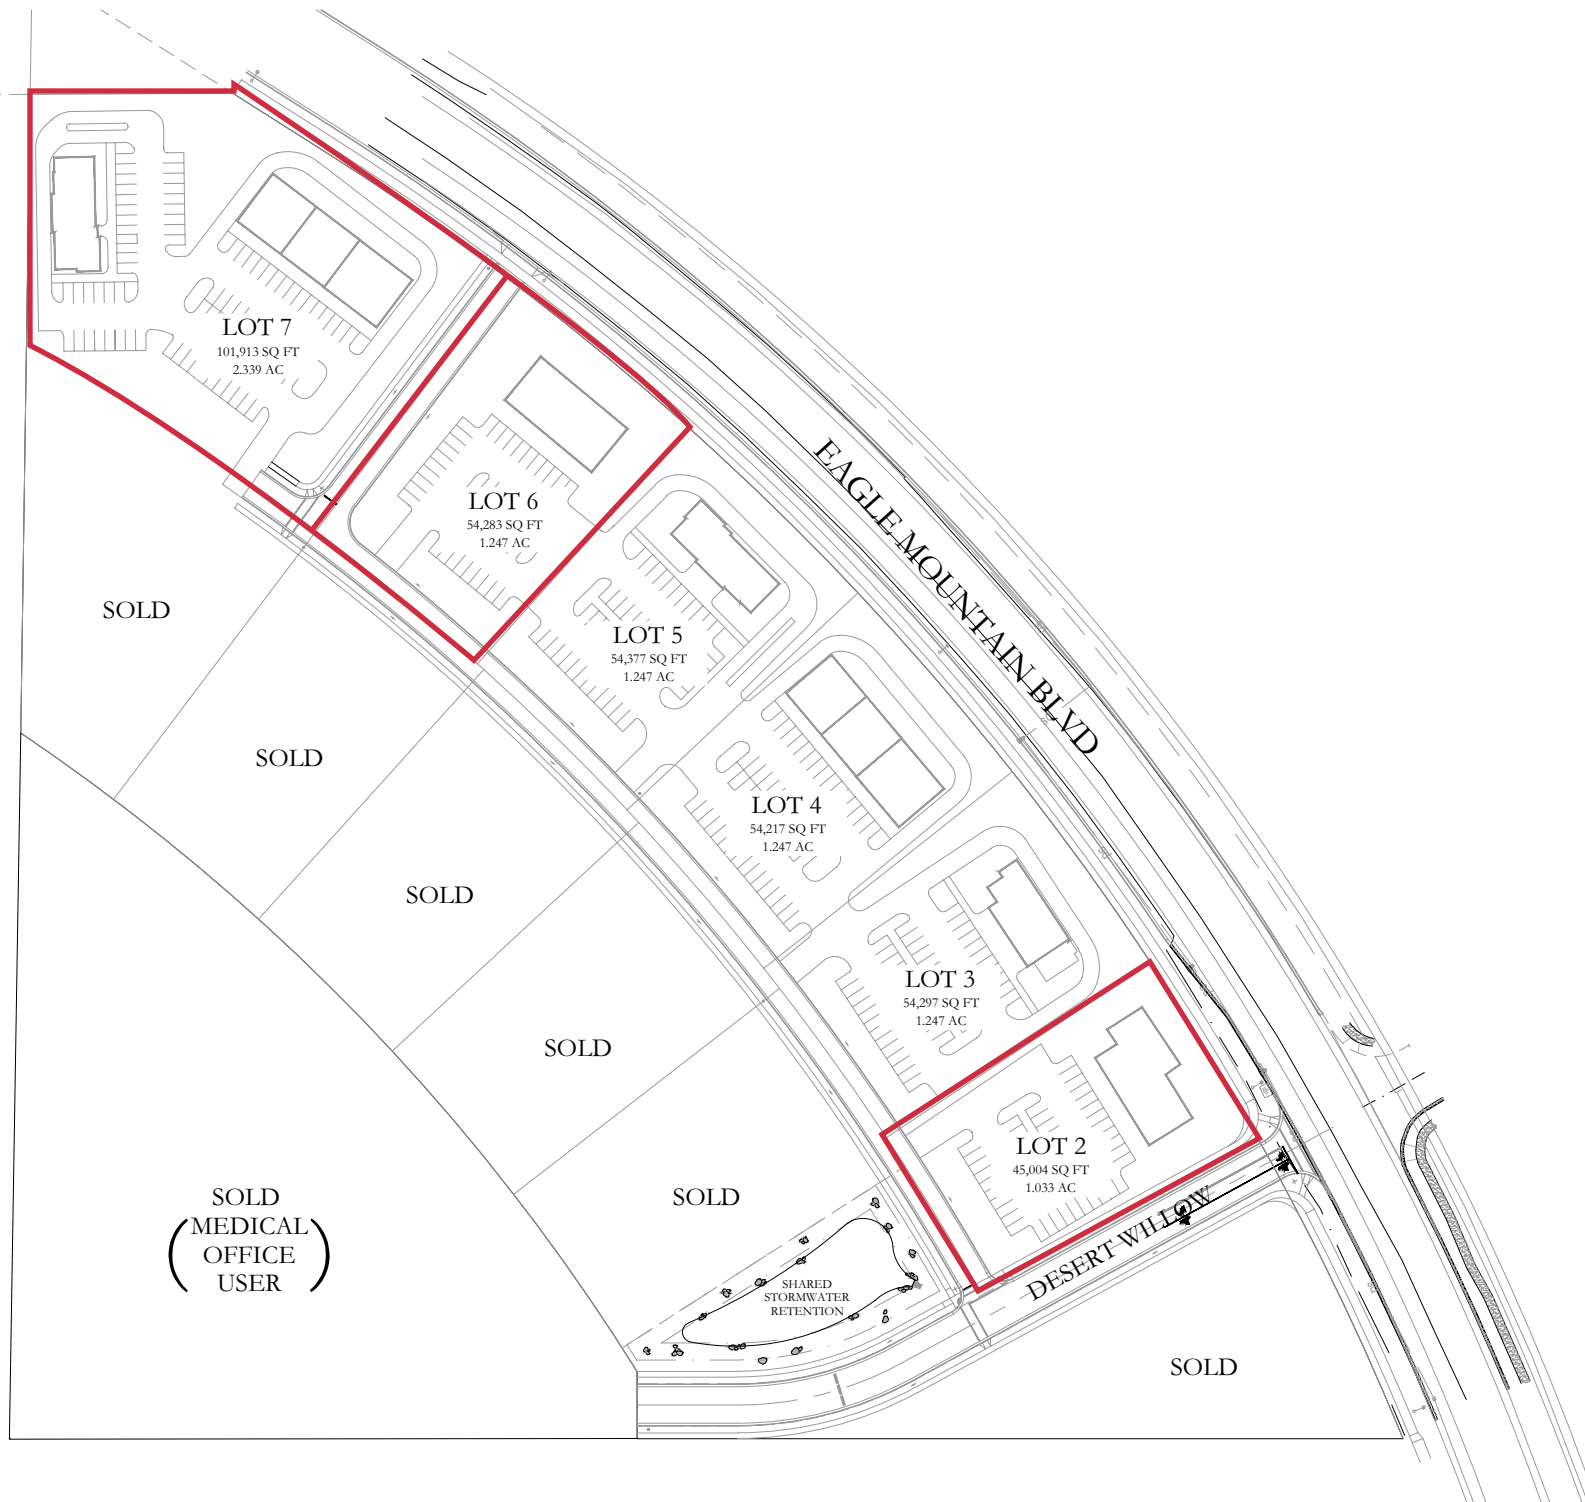 LOT 7
101,913 SQ FT
2.339 AC
LOT 6
54,283 SQ FT
1.247 AC
EAGLE MOUNTAIN BLVD
SOLD
LOT 5
54,377 SQ FT
1.247 AC
SOLD
LOT 4
54,217 SQ FT
1.247 AC
SOLD
LOT 3
54,297 SQ FT
1.247 AC
SOLD
LOT 2
45,004 SQ FT
1.033 AC
SOLD
SOLD
(MEDICAL
OFFICE
USER)
DESERT WILLOW
SHARED
STORMWATER
RETENTION
SOLD